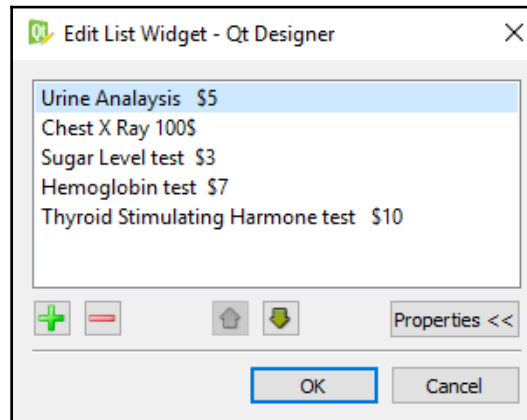 Edit List Widget - Qt Designer
Urine Analaysis $5
Chest X Ray 100$
Sugar Level test $3
Hemoglobin test $7
Thyroid Stimulating Harmone test $10
Properties <<
OK Cancel